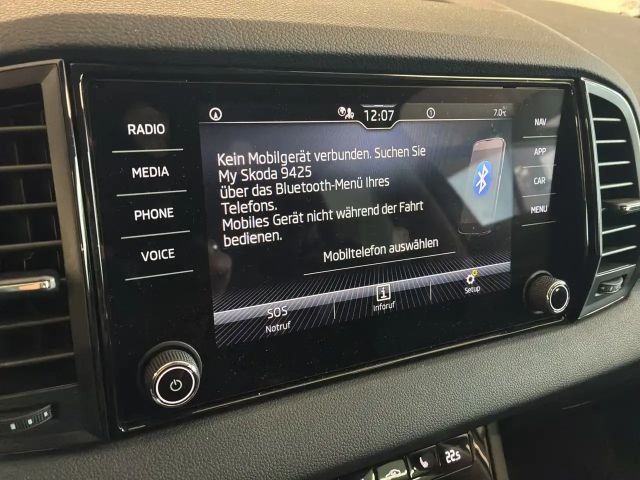 12:07
7.0°C
RADIO
MEDIA
PHONE
VOICE
Kein Mobilgerät verbunden. Suchen Sie
My Skoda 9425
über das Bluetooth-Menü Ihres
Telefons.
Mobiles Gerät nicht während der Fahrt
bedienen.
Mobiltelefon auswählen
SOS
Notruf
Inforuf
Setup
NAV
APP
CAR
MENU
22.5